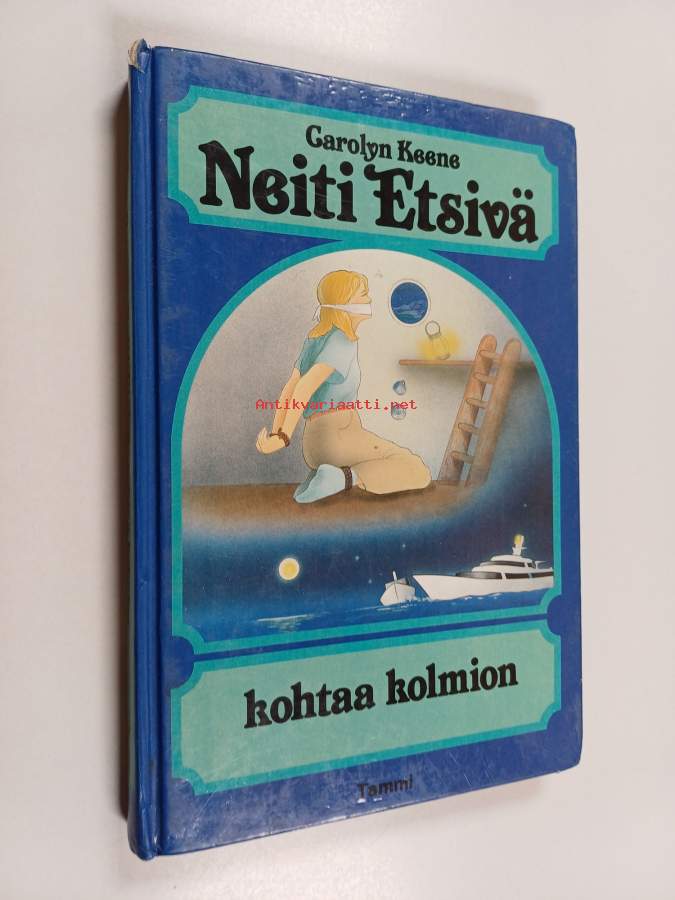 Carolyn Keene
Neiti Etsivä
Antikvariaatti.net
kohtaa kolmion
Tammi